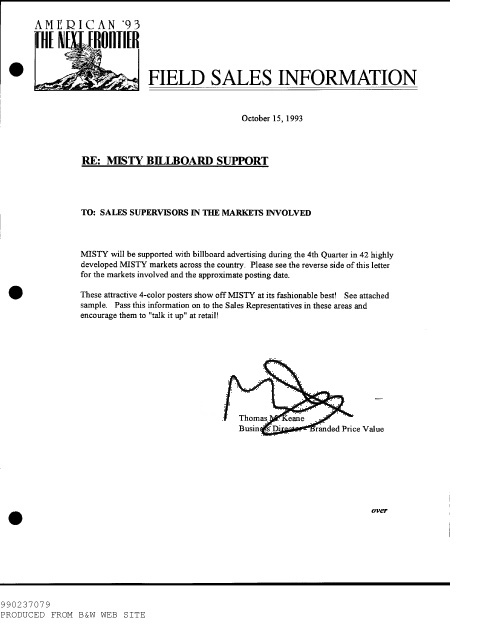 AMERICAN '93
THE NEXT FRONTIER
FIELD SALES INFORMATION
October 15, 1993
RE: MISTY BILLBOARD SUPPORT
TO: SALES SUPERVISORS IN THE MARKETS INVOLVED
MISTY will be supported with billboard advertising during the 4th Quarter in 42 highly
developed MISTY markets across the country. Please see the reverse side of this letter
for the markets involved and the approximate posting date.
These attractive 4-color posters show off MISTY at its fashionable best! See attached
sample. Pass this information on to the Sales Representatives in these areas and
encourage them to "talk it up" at retail!
Thomas M. Keane
Business Director - Branded Price Value
over
990237079
PRODUCED FROM B&W WEB SITE